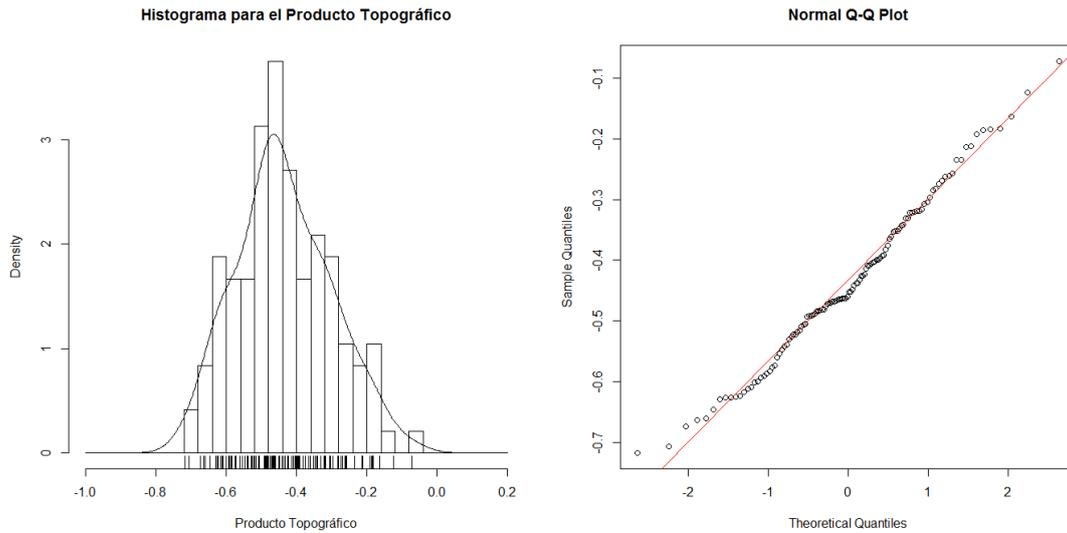 Histograma para el Producto Topográfico
Density
0
1
2
3
-1.0 -0.8 -0.6 -0.4 -0.2 0.0 0.2
Producto Topográfico
Normal Q-Q Plot
Sample Quantiles
-0.1
-0.2
-0.3
-0.4
-0.5
-0.6
-0.7
-2 -1 0 1 2
Theoretical Quantiles